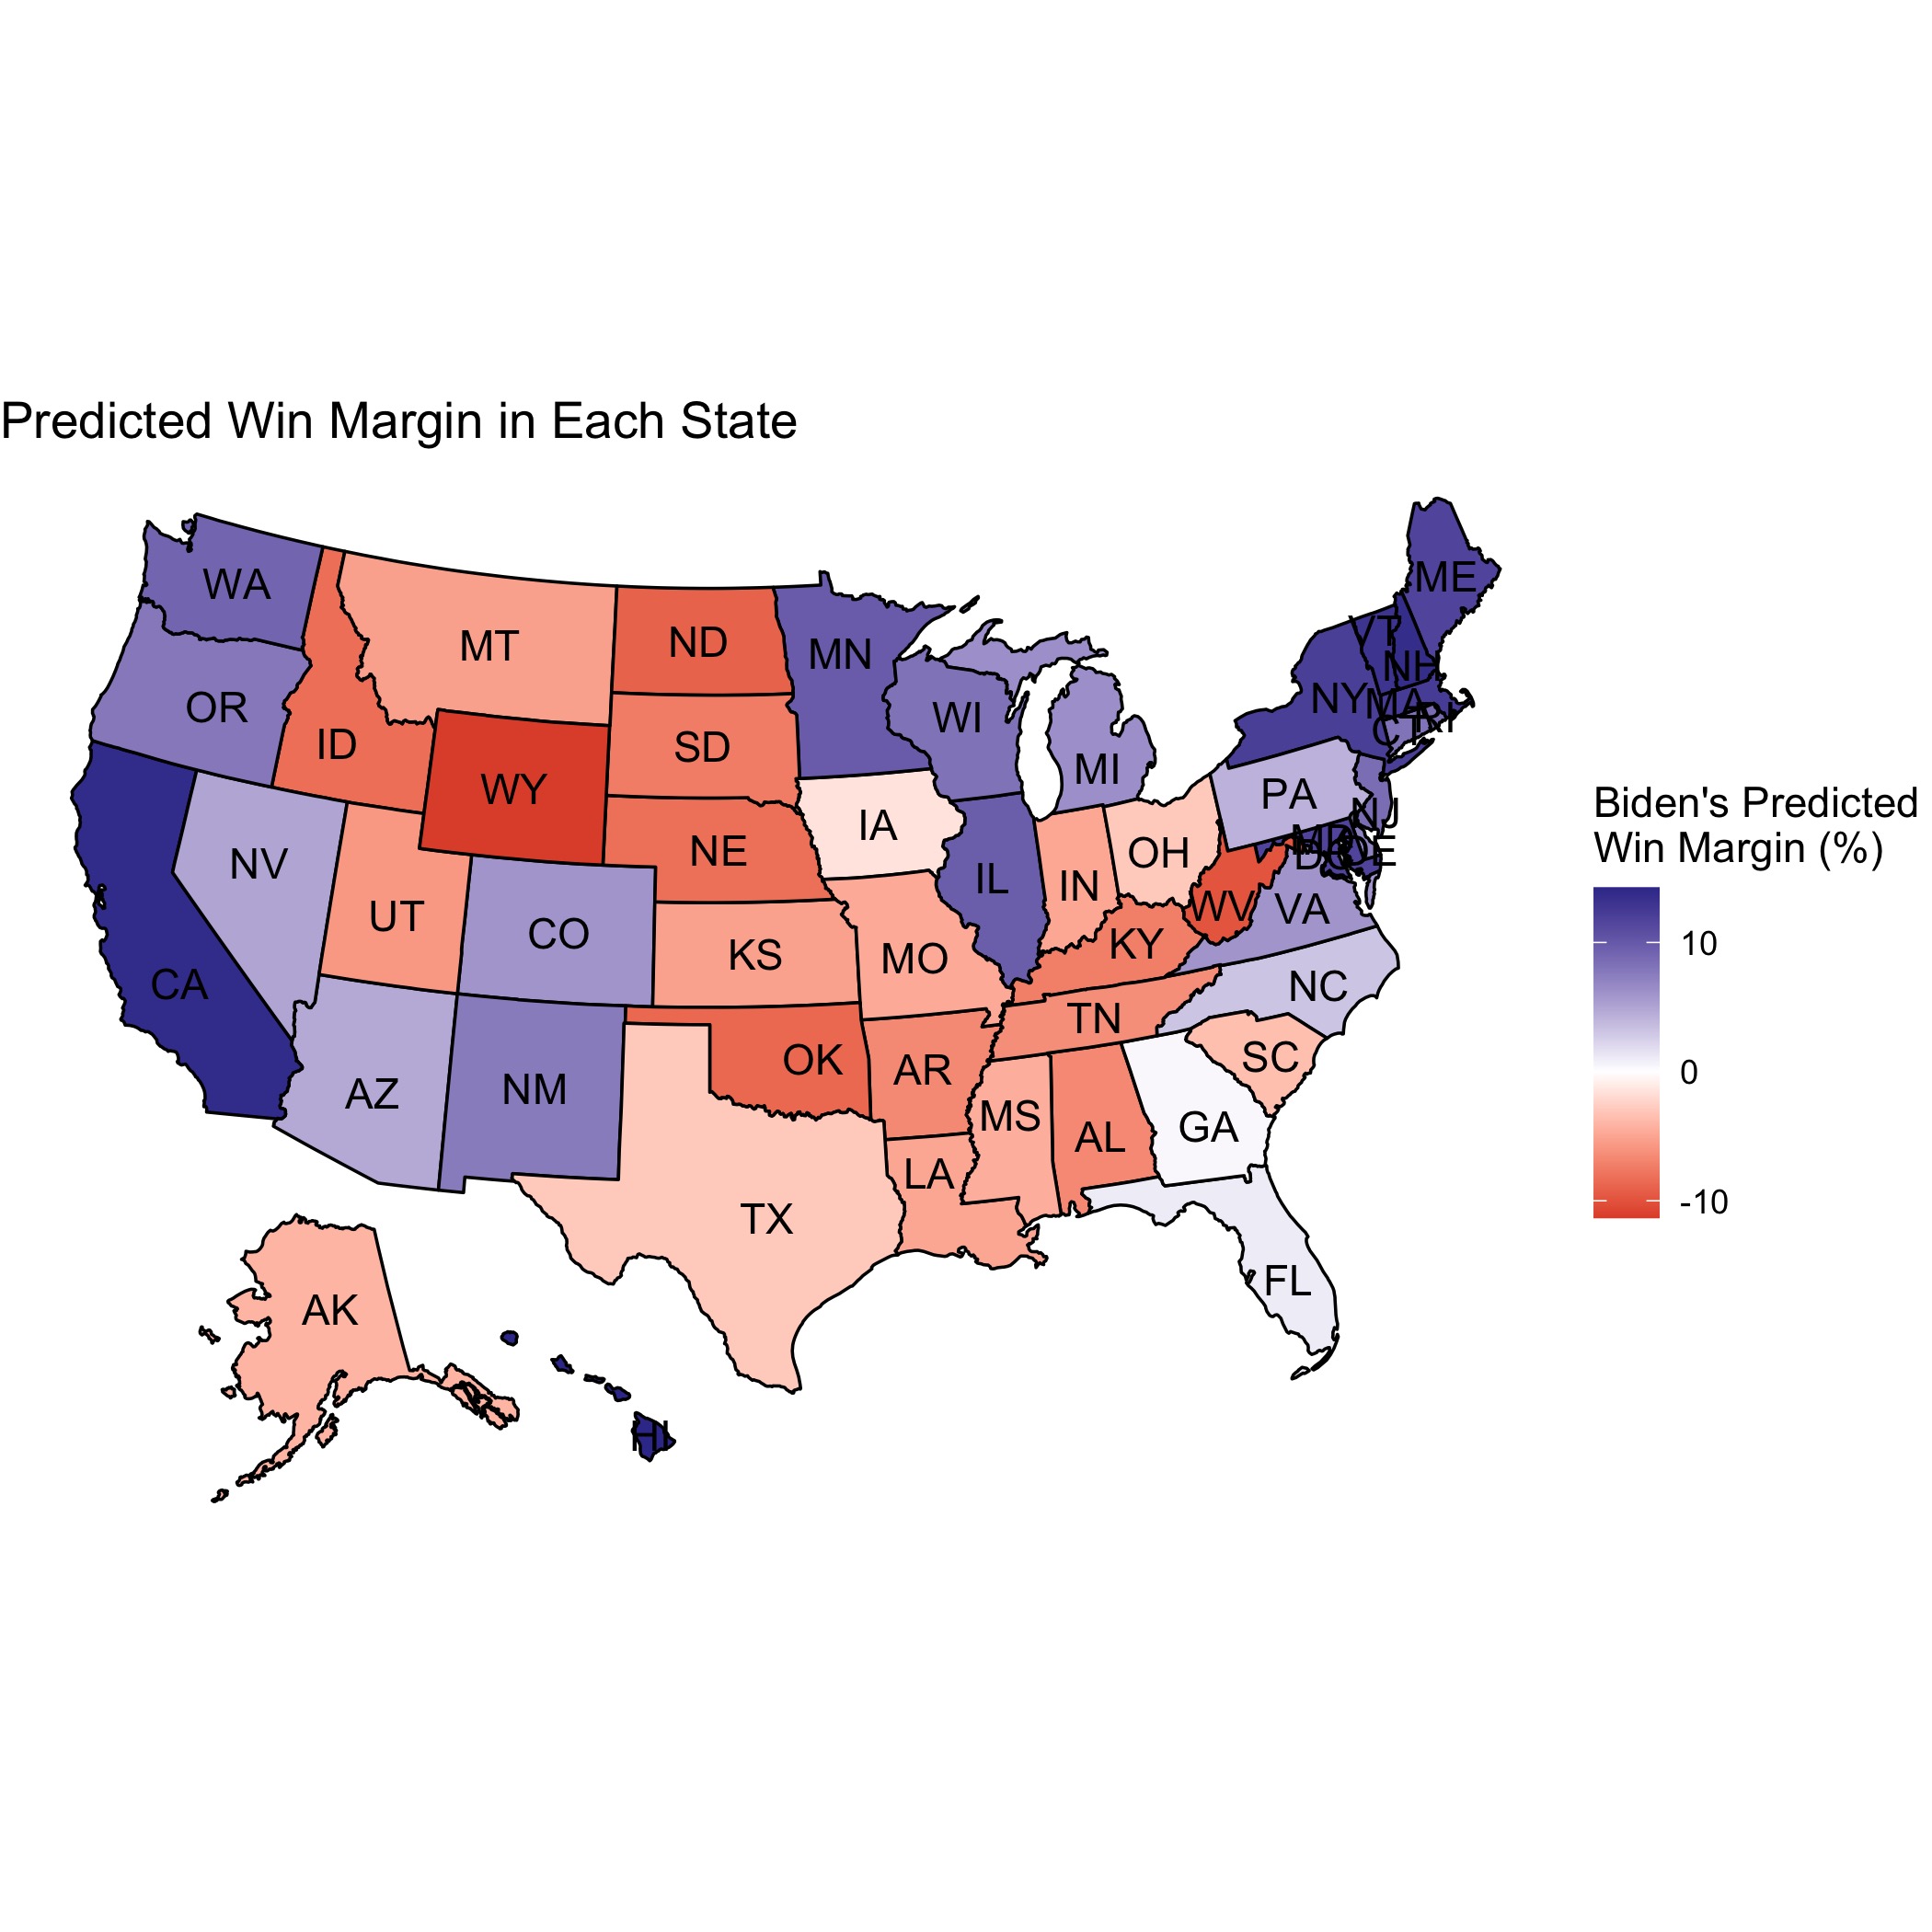 Predicted Win Margin in Each State
WA
MT
ND
MN
ME
VT
NH
OR
ID
SD
WI
NY
MA
RI
CT
WY
MI
PA
NJ
NV
NE
IA
IL
IN
OH
MD
DE
UT
CO
KS
MO
KY
WV
VA
CA
NC
TN
AZ
NM
OK
AR
SC
MS
AL
GA
LA
TX
FL
AK
HI
Biden's Predicted
Win Margin (%)
10
0
-10